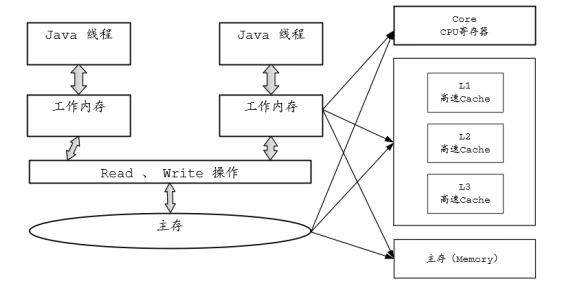 Java 线程
Java 线程
工作内存
工作内存
Read 、 Write 操作
主存
Core
CPU寄存器
L1
高速Cache
L2
高速Cache
L3
高速Cache
主存（Memory）